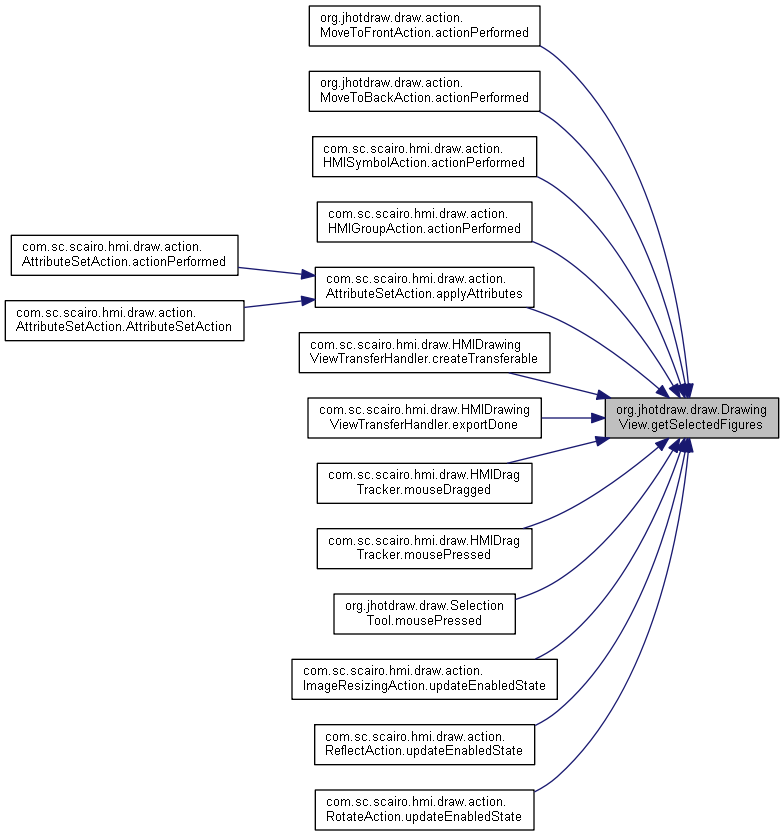 org.jhotdraw.draw.action.
MoveToFrontAction.actionPerformed
org.jhotdraw.draw.action.
MoveToBackAction.actionPerformed
com.sc.scairo.hmi.draw.action.
HMISymbolAction.actionPerformed
com.sc.scairo.hmi.draw.action.
HMIGroupAction.actionPerformed
com.sc.scairo.hmi.draw.action.
AttributeSetAction.actionPerformed
com.sc.scairo.hmi.draw.action.
AttributeSetAction.applyAttributes
com.sc.scairo.hmi.draw.action.
AttributeSetAction.AttributeSetAction
com.sc.scairo.hmi.draw.HMIDrawing
ViewTransferHandler.createTransferable
org.jhotdraw.draw.Drawing
View.getSelectedFigures
com.sc.scairo.hmi.draw.HMIDrawing
ViewTransferHandler.exportDone
com.sc.scairo.hmi.draw.HMIDrag
Tracker.mouseDragged
com.sc.scairo.hmi.draw.HMIDrag
Tracker.mousePressed
org.jhotdraw.draw.Selection
Tool.mousePressed
com.sc.scairo.hmi.draw.action.
ImageResizingAction.updateEnabledState
com.sc.scairo.hmi.draw.action.
ReflectAction.updateEnabledState
com.sc.scairo.hmi.draw.action.
RotateAction.updateEnabledState